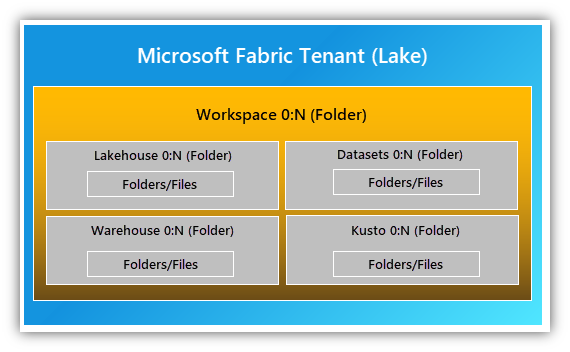 Microsoft Fabric Tenant (Lake)
Workspace 0:N (Folder)
Lakehouse 0:N (Folder)
Folders/Files
Datasets 0:N (Folder)
Folders/Files
Warehouse 0:N (Folder)
Folders/Files
Kusto 0:N (Folder)
Folders/Files